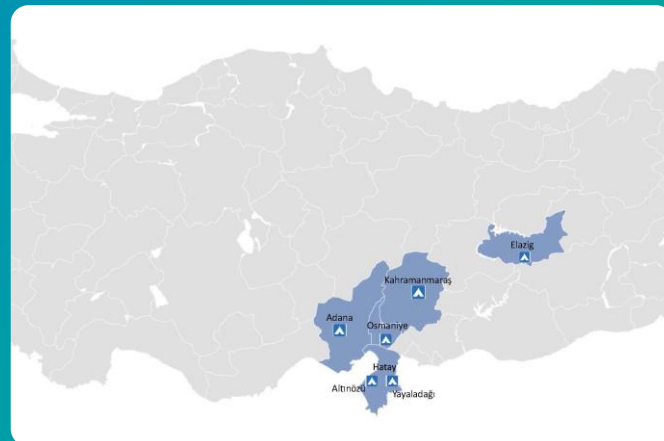 Elazig
Kahramanmaraş
Adana
Osmaniye
Hatay
Altınözü
Yayaladağı